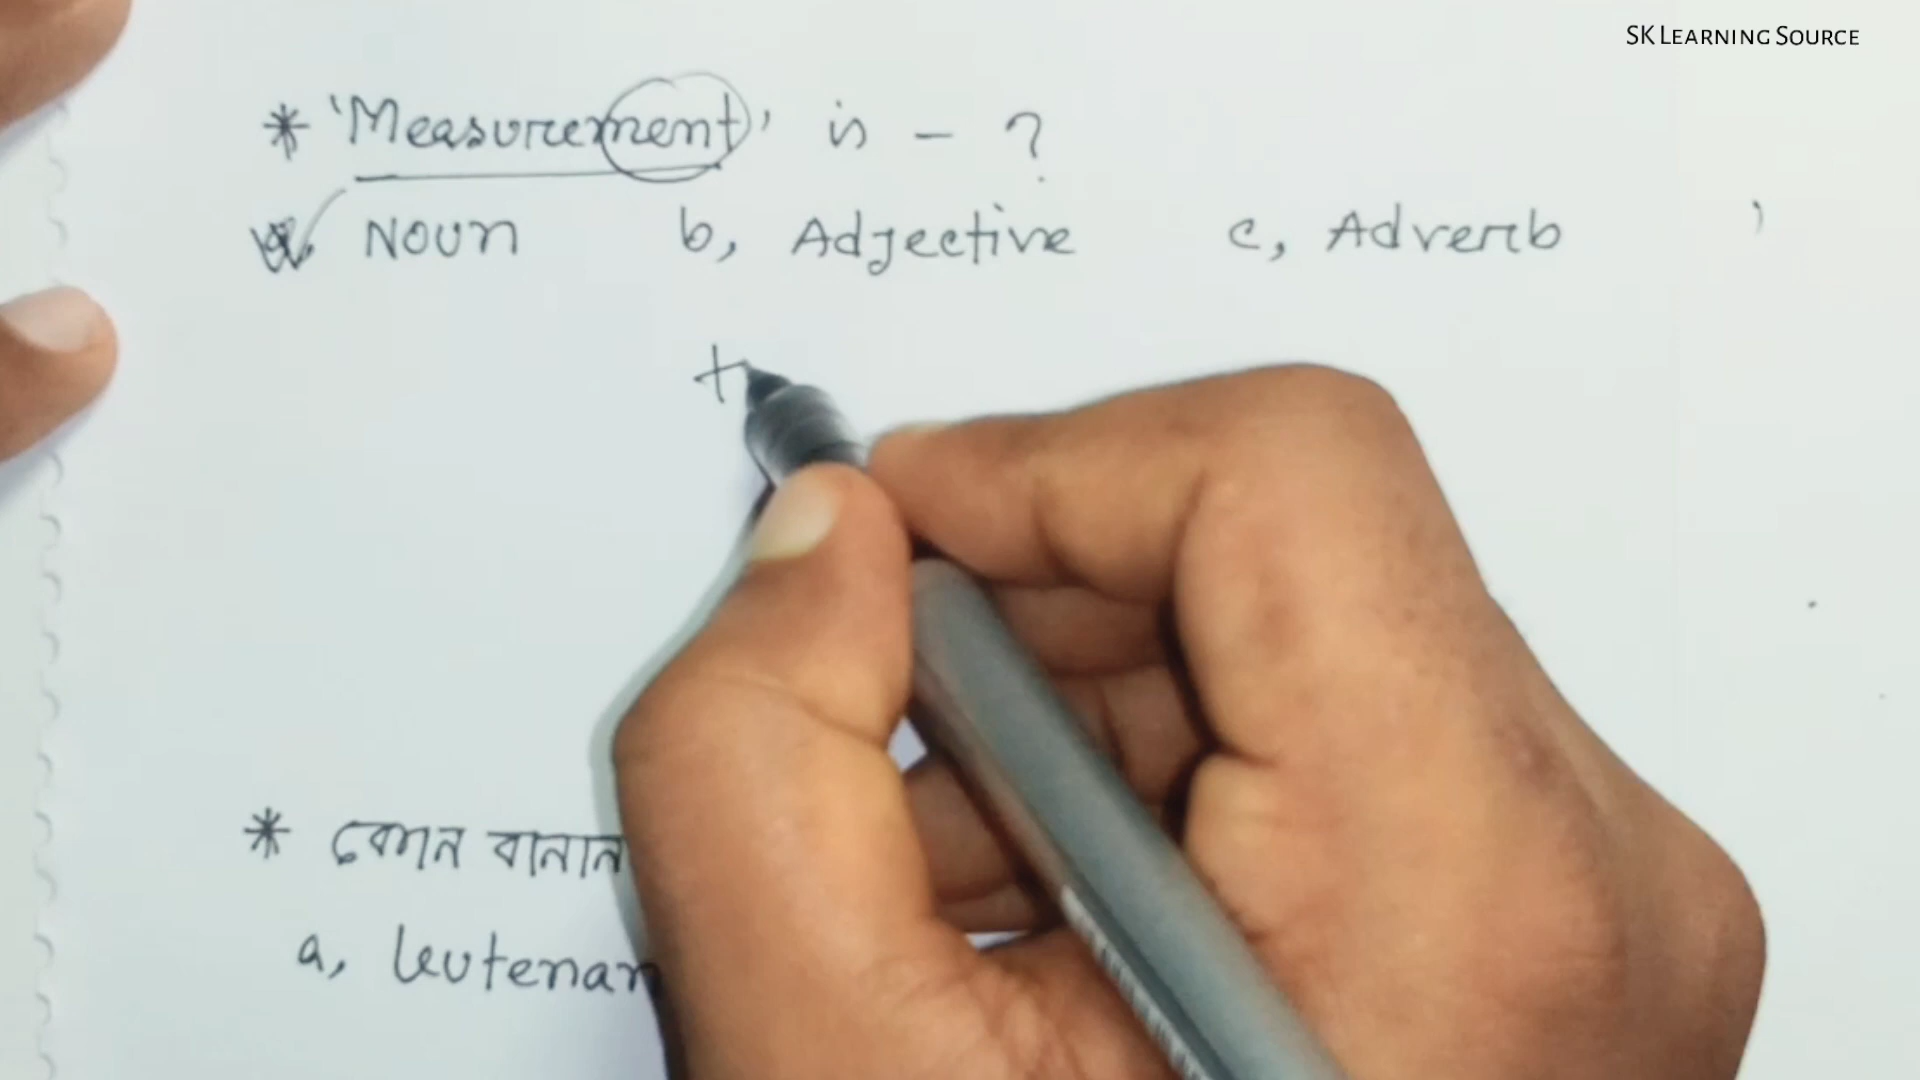 SK LEARNING SOURCE
* 'Measurement' is - ?
a, Noun b, Adjective c, Adverb
* কোন বানান
a, leutenan